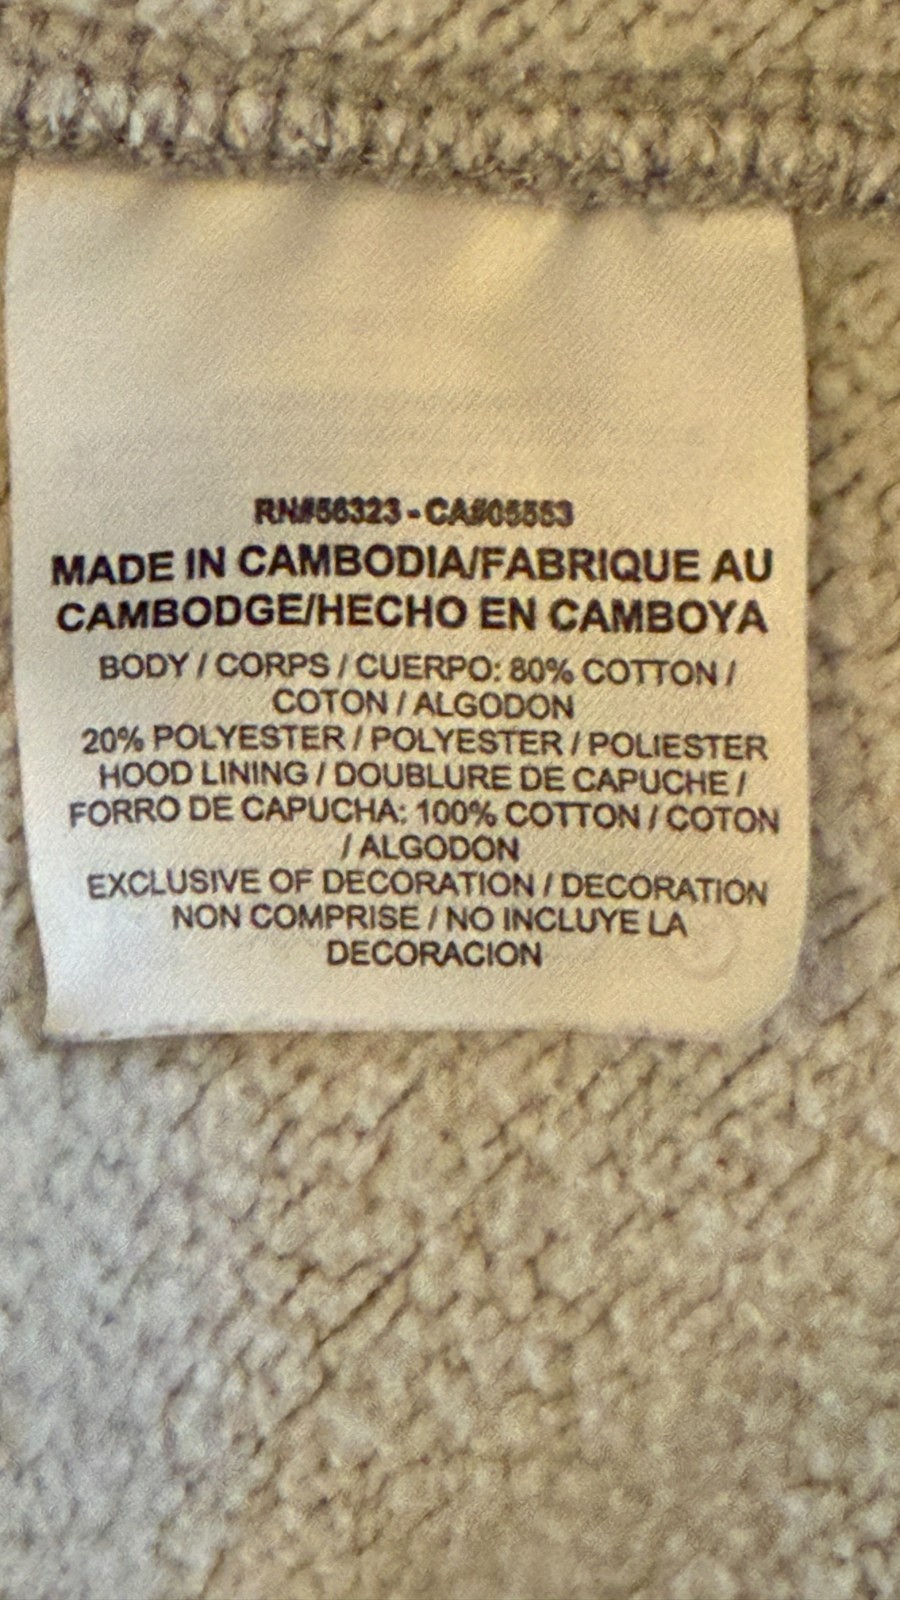 RN#56323 - CA#05553
MADE IN CAMBODIA/FABRIQUE AU
CAMBODGE/HECHO EN CAMBOYA
BODY / CORPS / CUERPO: 80% COTTON /
COTON / ALGODON
20% POLYESTER / POLYESTER / POLIESTER
HOOD LINING / DOUBLURE DE CAPUCHE /
FORRO DE CAPUCHA: 100% COTTON / COTON
/ ALGODON
EXCLUSIVE OF DECORATION / DECORATION
NON COMPRISE / NO INCLUYE LA
DECORACION